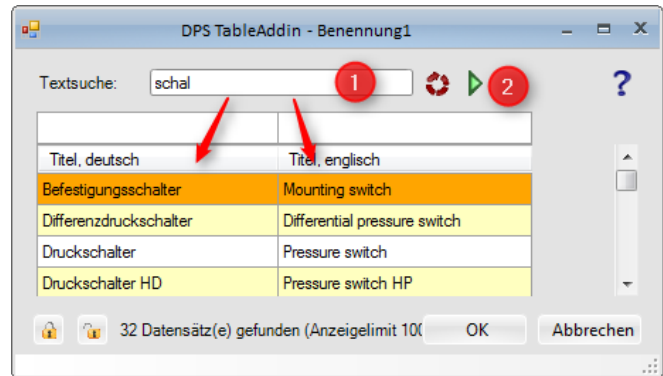 DPS TableAddin - Benennung1
Textsuche: schal 1 2 ?
Titel, deutsch Titel, englisch
Befestigungsschalter Mounting switch
Differenzdruckschalter Differential pressure switch
Druckschalter Pressure switch
Druckschalter HD Pressure switch HP
32 Datensätz(e) gefunden (Anzeigelimit 100 OK Abbrechen